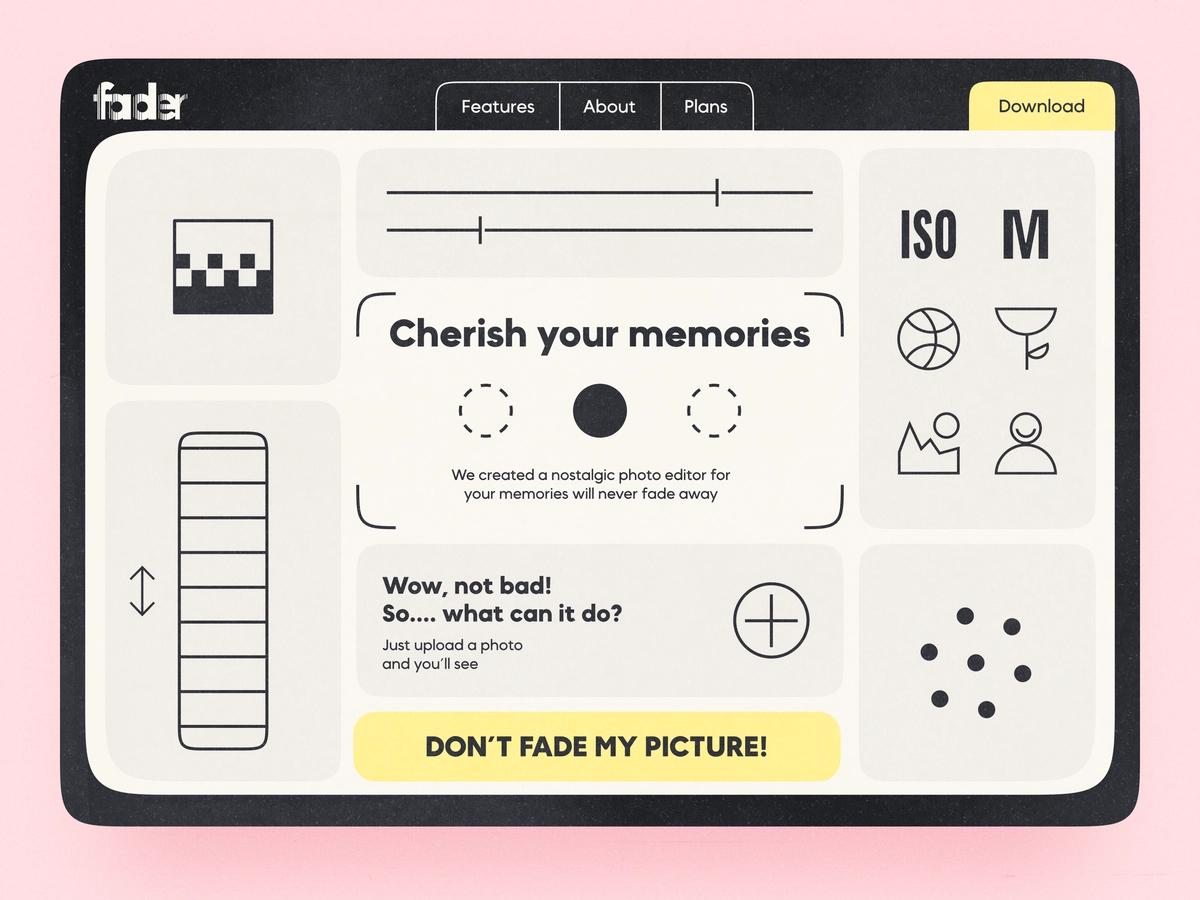 fader
Features
About
Plans
Download
ISO
M
Cherish your memories
We created a nostalgic photo editor for
your memories will never fade away
Wow, not bad!
So.... what can it do?
Just upload a photo
and you'll see
DON'T FADE MY PICTURE!